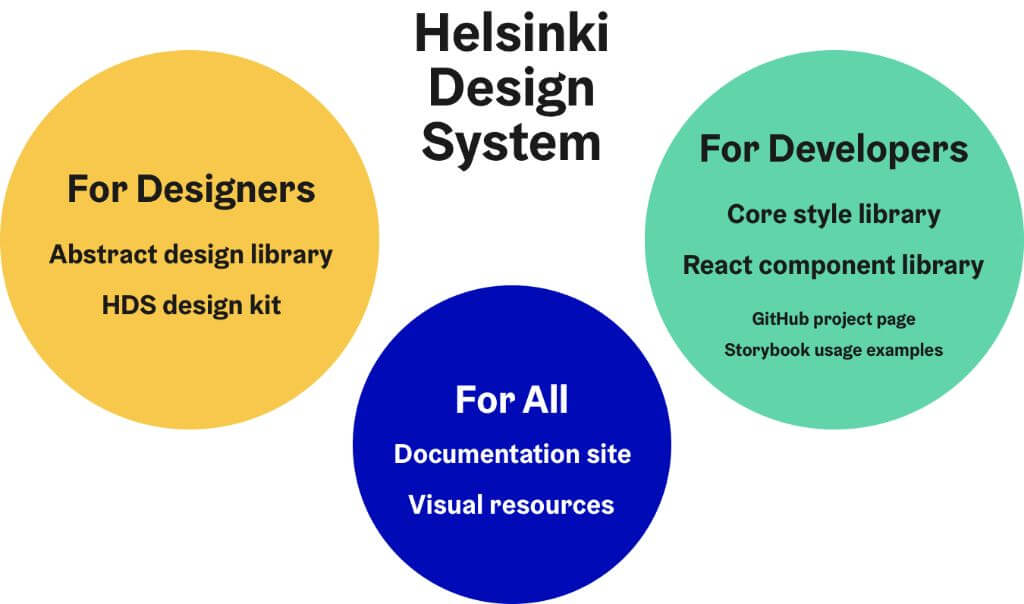 Helsinki
Design
System
For Designers
Abstract design library
HDS design kit
For All
Documentation site
Visual resources
For Developers
Core style library
React component library
GitHub project page
Storybook usage examples